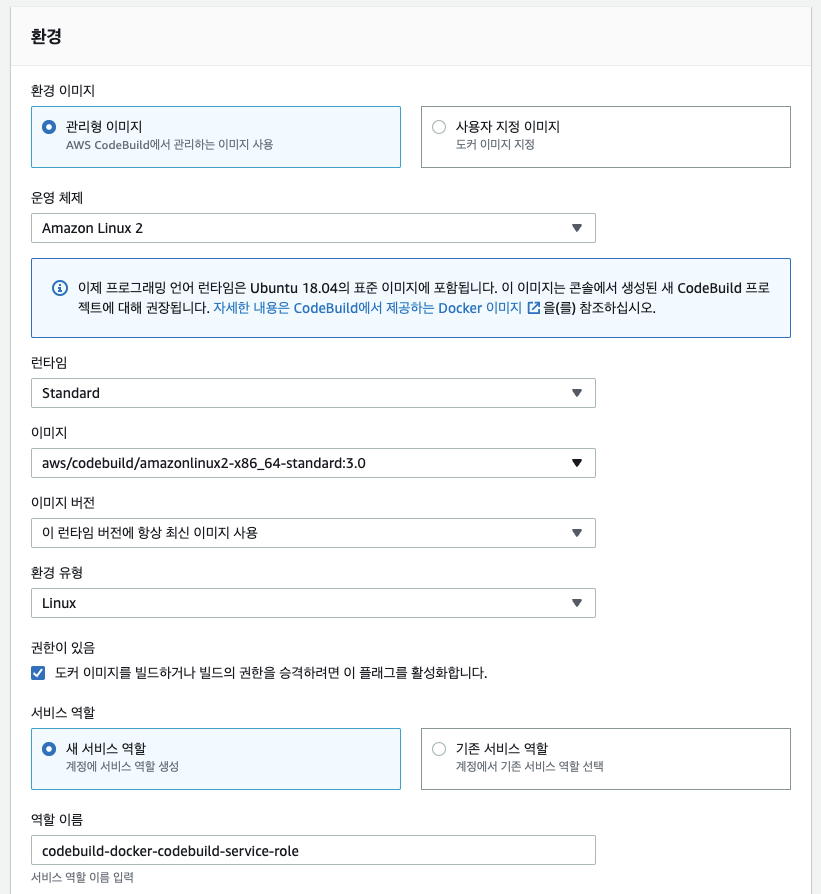 환경
환경 이미지
관리형 이미지
AWS CodeBuild에서 관리하는 이미지 사용
사용자 지정 이미지
도커 이미지 지정
운영 체제
Amazon Linux 2
이제 프로그래밍 언어 런타임은 Ubuntu 18.04의 표준 이미지에 포함됩니다. 이 이미지는 콘솔에서 생성된 새 CodeBuild 프로
젝트에 대해 권장됩니다. 자세한 내용은 CodeBuild에서 제공하는 Docker 이미지 을(를) 참조하십시오.
런타임
Standard
이미지
aws/codebuild/amazonlinux2-x86_64-standard:3.0
이미지 버전
이 런타임 버전에 항상 최신 이미지 사용
환경 유형
Linux
권한이 있음
도커 이미지를 빌드하거나 빌드의 권한을 승격하려면 이 플래그를 활성화합니다.
서비스 역할
새 서비스 역할
계정에 서비스 역할 생성
기존 서비스 역할
계정에서 기존 서비스 역할 선택
역할 이름
codebuild-docker-codebuild-service-role
서비스 역할 이름 입력